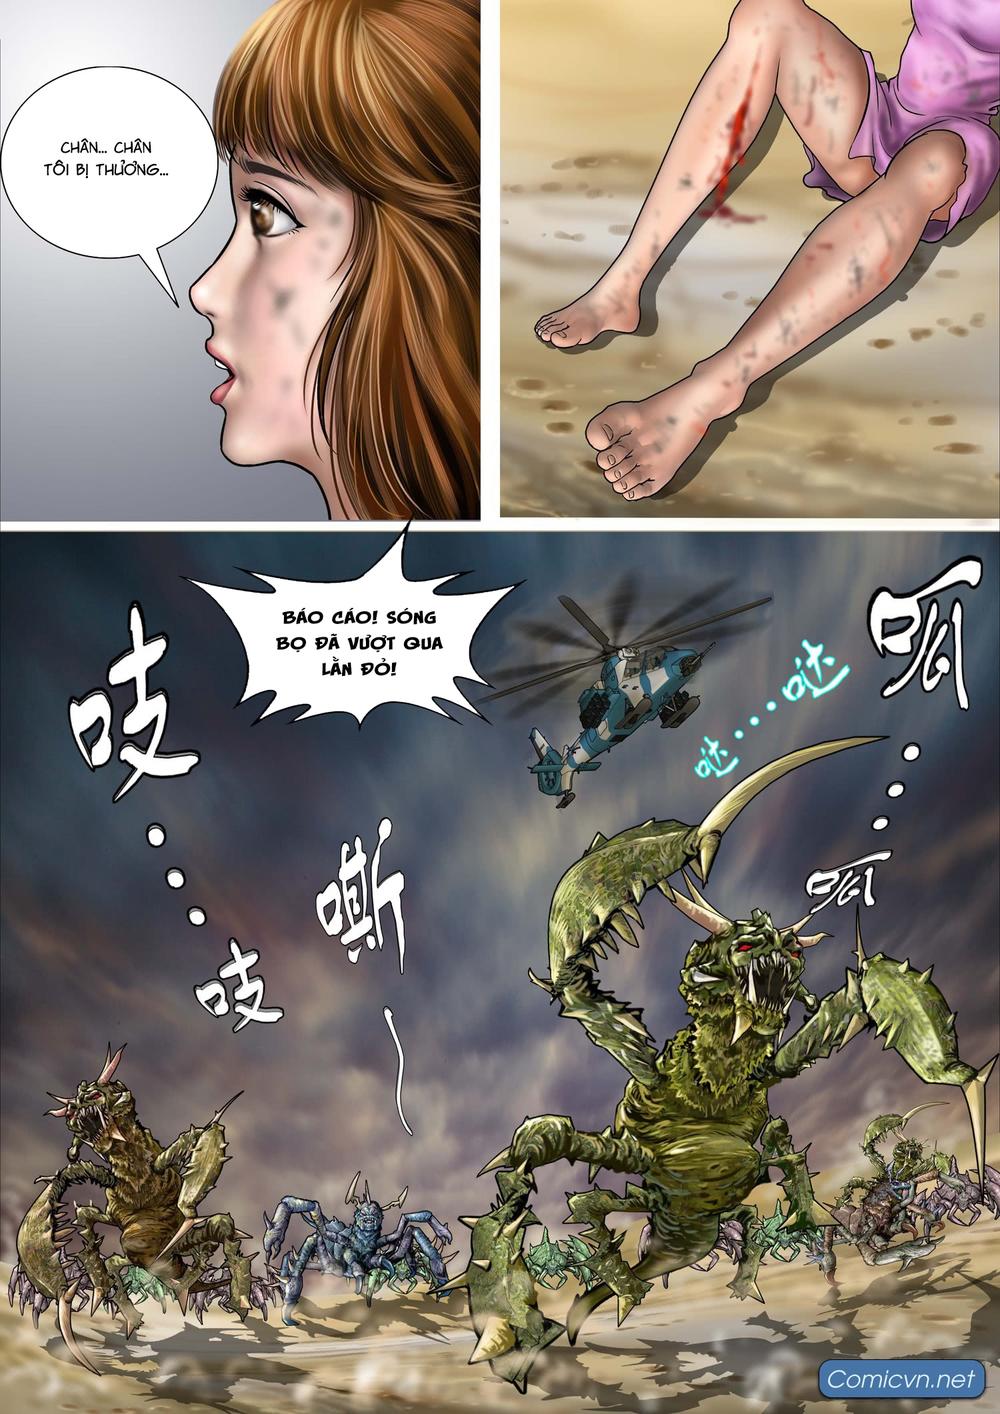 CHÂN... CHÂN
TÔI BỊ THƯƠNG...
BÁO CÁO! SÓNG
BỌ ĐÃ VƯỢT QUA
LẰN ĐỎ!
吱
吱
嘶
哒...哒
呱
呱
Comicvn.net